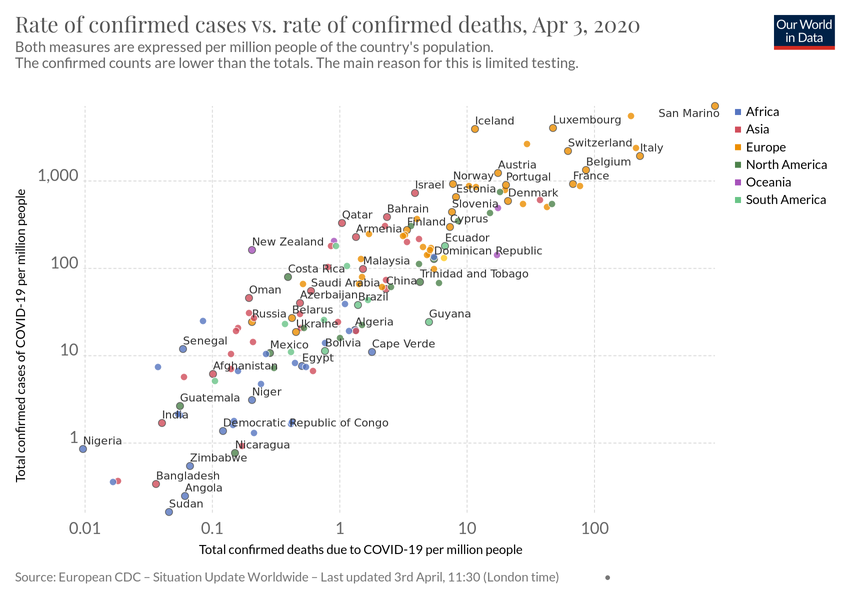 Rate of confirmed cases vs. rate of confirmed deaths, Apr 3, 2020
Both measures are expressed per million people of the country's population.
The confirmed counts are lower than the totals. The main reason for this is limited testing.
Our World
in Data
Total confirmed cases of COVID-19 per million people
1,000
100
10
1
San Marino
Iceland
Luxembourg
Switzerland
Italy
Belgium
Austria
Norway
Portugal
France
Israel
Estonia
Denmark
Bahrain
Slovenia
Qatar
Finland
Cyprus
Armenia
New Zealand
Ecuador
Dominican Republic
Malaysia
Costa Rica
Trinidad and Tobago
Saudi Arabia
China
Oman
Azerbaijan
Brazil
Russia
Belarus
Guyana
Ukraine
Algeria
Senegal
Mexico
Bolivia
Cape Verde
Egypt
Afghanistan
Niger
Guatemala
India
Democratic Republic of Congo
Nigeria
Nicaragua
Zimbabwe
Bangladesh
Angola
Sudan
0.01
0.1
1
10
100
Total confirmed deaths due to COVID-19 per million people
Africa
Asia
Europe
North America
Oceania
South America
Source: European CDC – Situation Update Worldwide – Last updated 3rd April, 11:30 (London time)